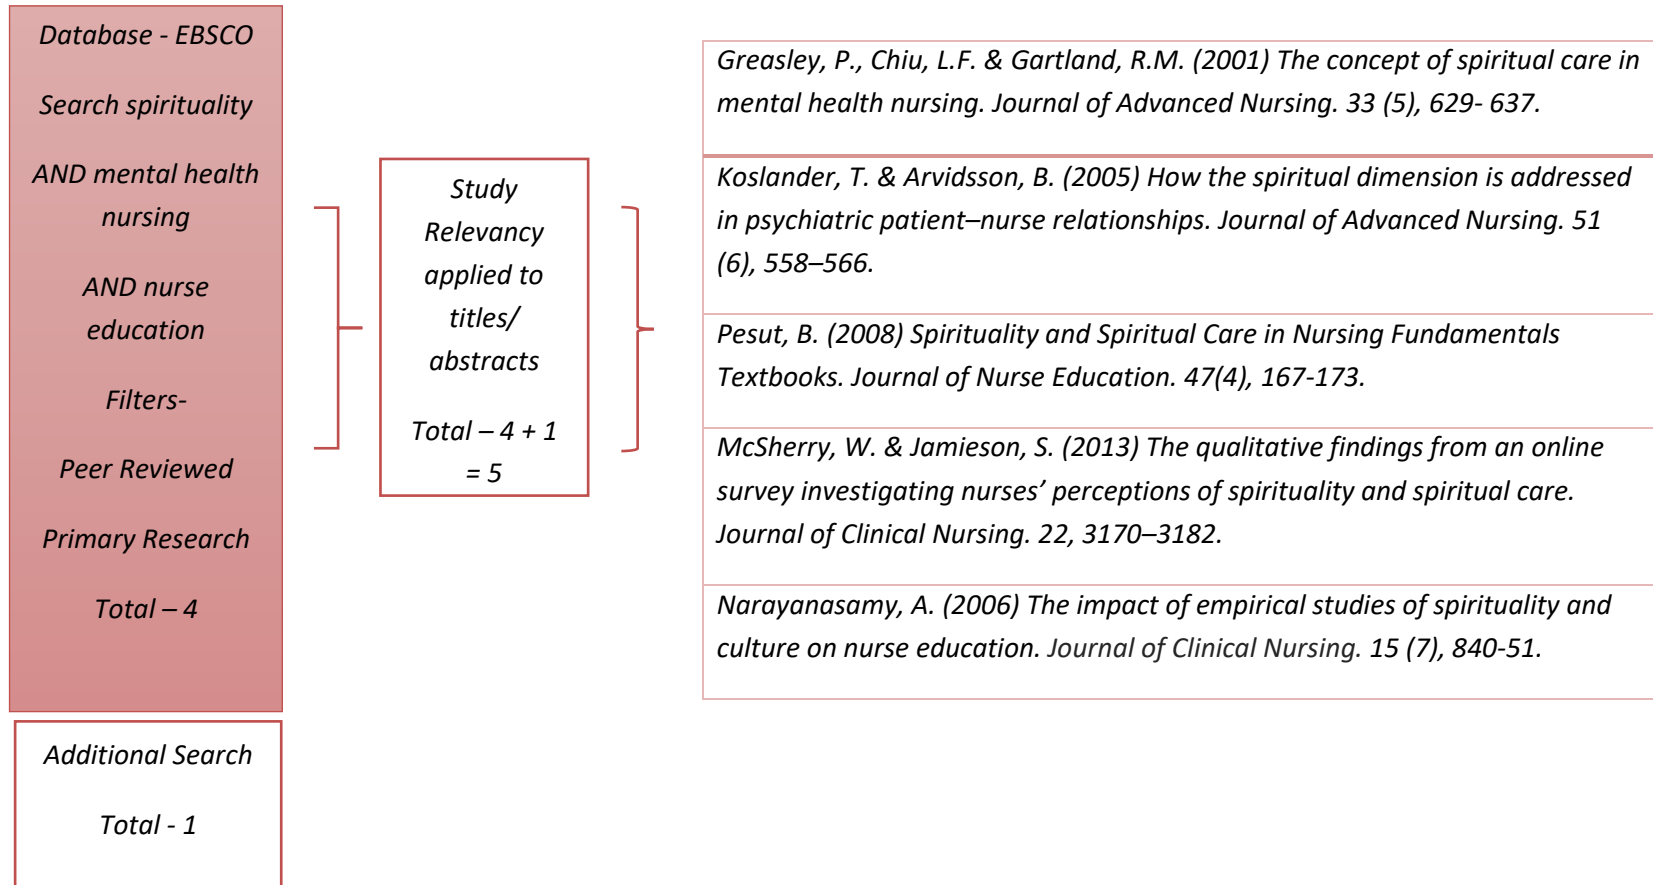 Database - EBSCO
Search spirituality
AND mental health
nursing
AND nurse
education
Filters-
Peer Reviewed
Primary Research
Total – 4
Additional Search
Total - 1
Study
Relevancy
applied to
titles/
abstracts
Total – 4 + 1
= 5
Greasley, P., Chiu, L.F. & Gartland, R.M. (2001) The concept of spiritual care in
mental health nursing. Journal of Advanced Nursing. 33 (5), 629- 637.
Koslander, T. & Arvidsson, B. (2005) How the spiritual dimension is addressed
in psychiatric patient–nurse relationships. Journal of Advanced Nursing. 51
(6), 558–566.
Pesut, B. (2008) Spirituality and Spiritual Care in Nursing Fundamentals
Textbooks. Journal of Nurse Education. 47(4), 167-173.
McSherry, W. & Jamieson, S. (2013) The qualitative findings from an online
survey investigating nurses’ perceptions of spirituality and spiritual care.
Journal of Clinical Nursing. 22, 3170–3182.
Narayanasamy, A. (2006) The impact of empirical studies of spirituality and
culture on nurse education. Journal of Clinical Nursing. 15 (7), 840-51.